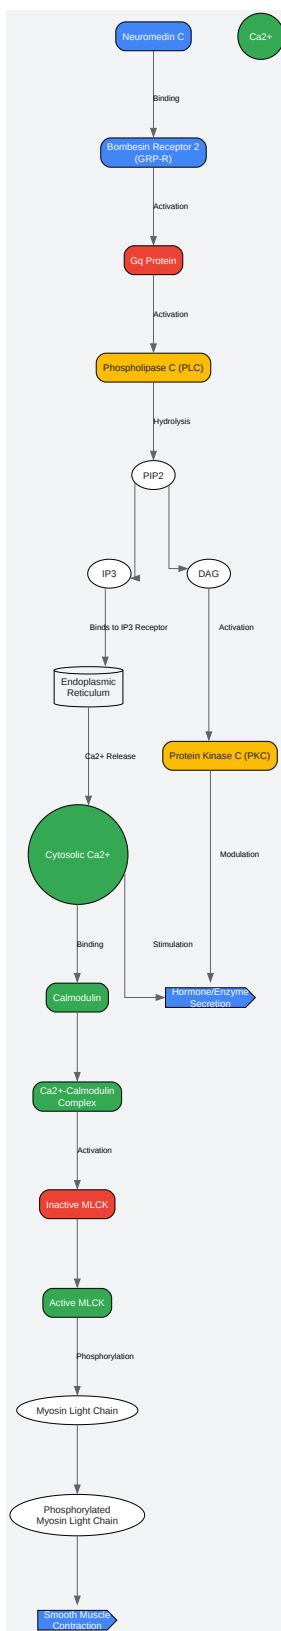 Neuromedin C
Ca2+
Binding
Bombesin Receptor 2
(GRP-R)
Activation
Gq Protein
Activation
Phospholipase C (PLC)
Hydrolysis
PIP2
IP3
DAG
Binds to IP3 Receptor
Activation
Endoplasmic
Reticulum
Protein Kinase C (PKC)
Ca2+ Release
Cytosolic Ca2+
Modulation
Binding
Stimulation
Calmodulin
Hormone/Enzyme
Secretion
Ca2+-Calmodulin
Complex
Activation
Inactive MLCK
Active MLCK
Phosphorylation
Myosin Light Chain
Phosphorylated
Myosin Light Chain
Smooth Muscle
Contraction